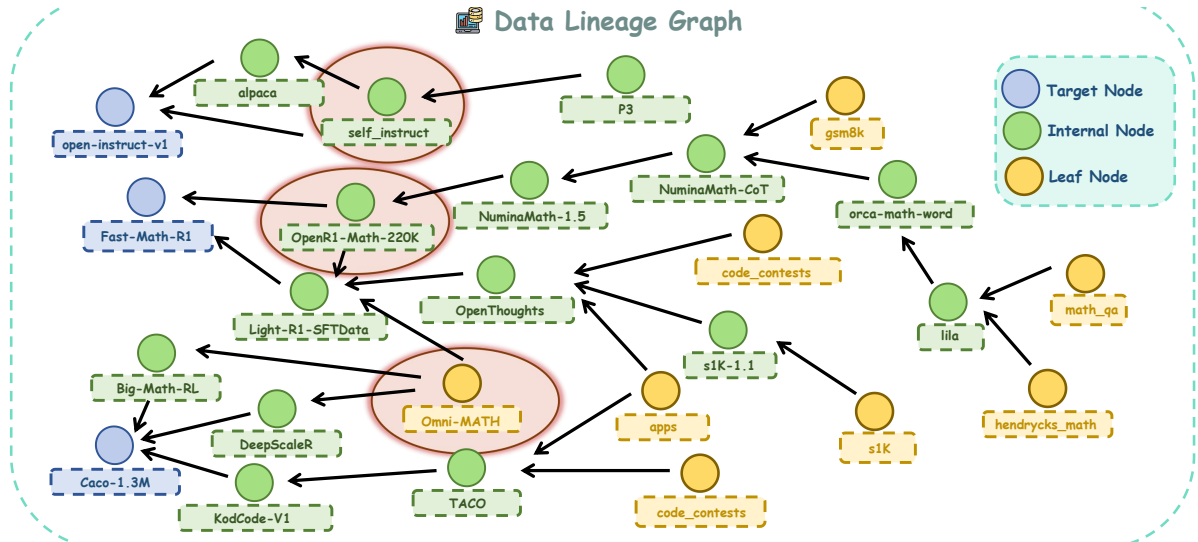 Data Lineage Graph
alpaca
self_instruct
P3
open-instruct-v1
gsm8k
Target Node
Internal Node
Leaf Node
NuminaMath-CoT
NuminaMath-1.5
orca-math-word
Fast-Math-R1
OpenR1-Math-220K
code_contests
OpenThoughts
Light-R1-SFTData
math_qa
lila
s1K-1.1
Big-Math-RL
Omni-MATH
apps
hendrycks_math
DeepScaleR
s1K
Caco-1.3M
TACO
code_contests
KodCode-V1